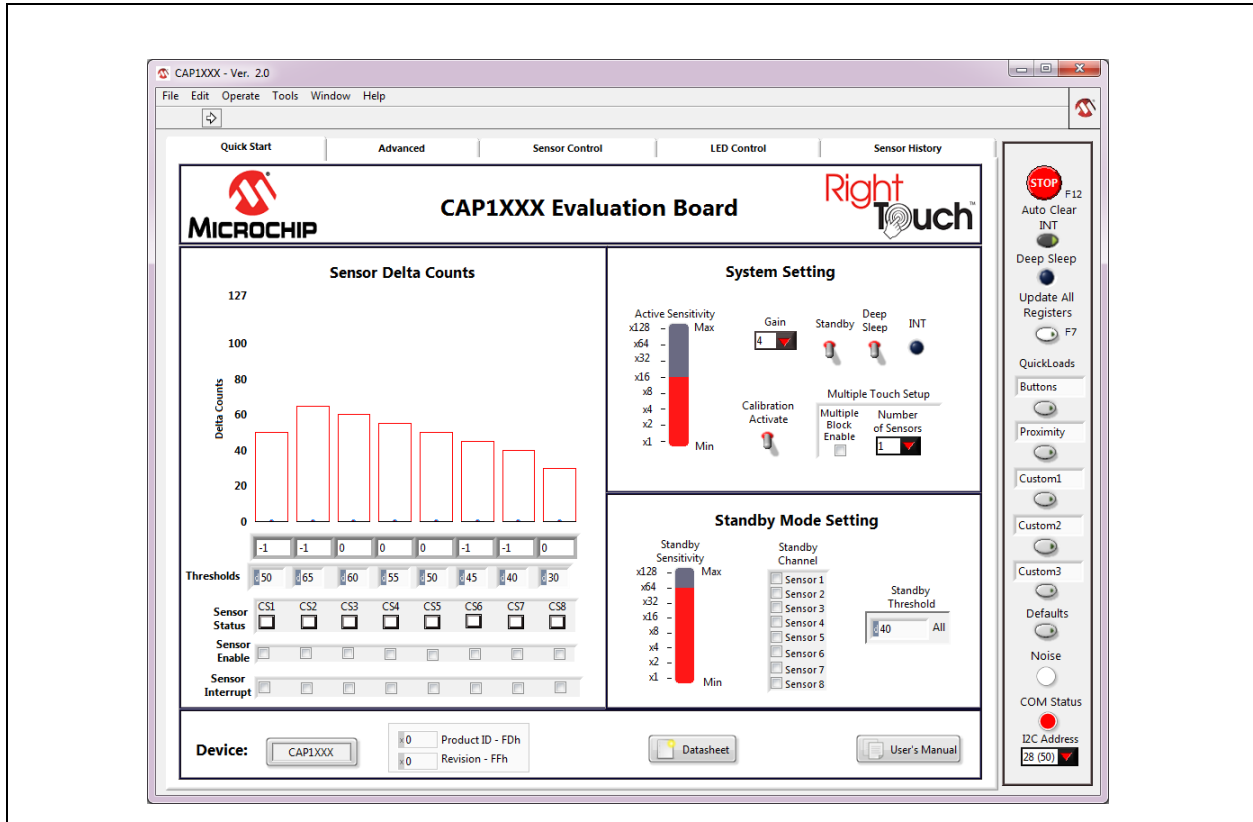 CAP1XXX - Ver. 2.0
File Edit Operate Tools Window Help
Quick Start
Advanced
Sensor Control
LED Control
Sensor History
MICROCHIP
CAP1XXX Evaluation Board
Right
Touch™
Sensor Delta Counts
127
100
80
60
40
20
0
Delta Counts
-1 -1 0 0 0 -1 -1 0
Thresholds d 50 d 65 d 60 d 55 d 50 d 45 d 40 d 30
CS1 CS2 CS3 CS4 CS5 CS6 CS7 CS8
Sensor
Status
Sensor
Enable
Sensor
Interrupt
System Setting
Active Sensitivity
x128 Max
x64
x32
x16
x8
x4
x2
x1 Min
Gain
4
Standby
Deep
Sleep
INT
Calibration
Activate
Multiple Touch Setup
Multiple
Block
Enable
Number
of Sensors
1
Standby Mode Setting
Standby
Sensitivity
x128 Max
x64
x32
x16
x8
x4
x2
x1 Min
Standby
Channel
Sensor 1
Sensor 2
Sensor 3
Sensor 4
Sensor 5
Sensor 6
Sensor 7
Sensor 8
Standby
Threshold
d 40 All
Device:
CAP1XXX
x 0 Product ID - FDh
x 0 Revision - FFh
Datasheet
User's Manual
STOP
F12
Auto Clear
INT
Deep Sleep
Update All
Registers
F7
QuickLoads
Buttons
Proximity
Custom1
Custom2
Custom3
Defaults
Noise
COM Status
I2C Address
28 (50)